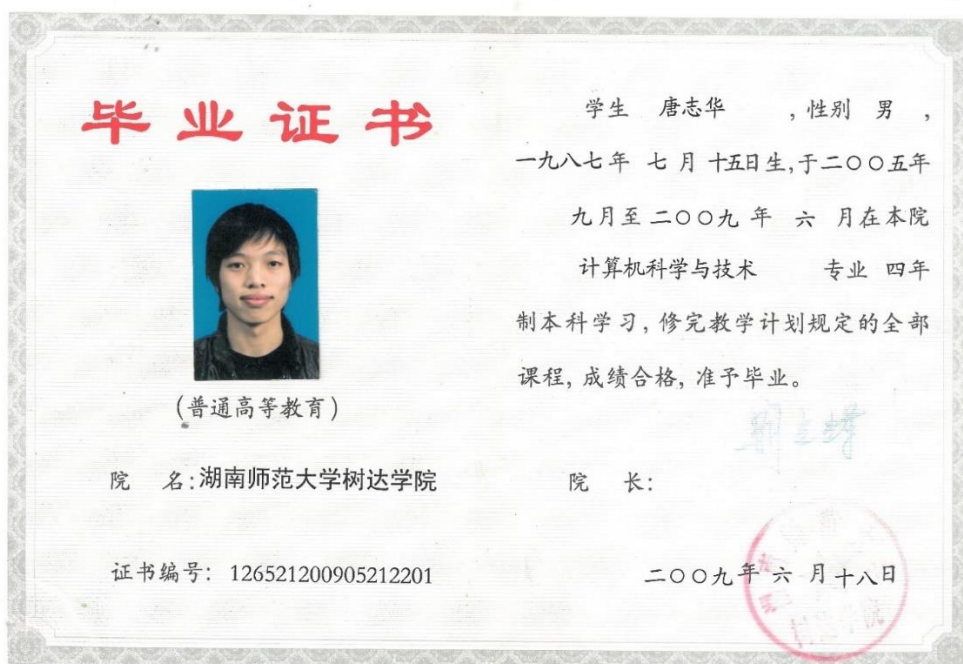 毕业证书
(普通高等教育)
院 名:湖南师范大学树达学院
证书编号: 126521200905212201
学生 唐志华 ,性别 男 ,
一九八七年 七 月 十五日生,于二〇〇五年
九月至二〇〇九 年 六 月在本院
计算机科学与技术 专业 四年
制本科学习, 修完教学计划规定的全部
课程, 成绩合格, 准予毕业。
院 长:
二〇〇九年 六 月十八日